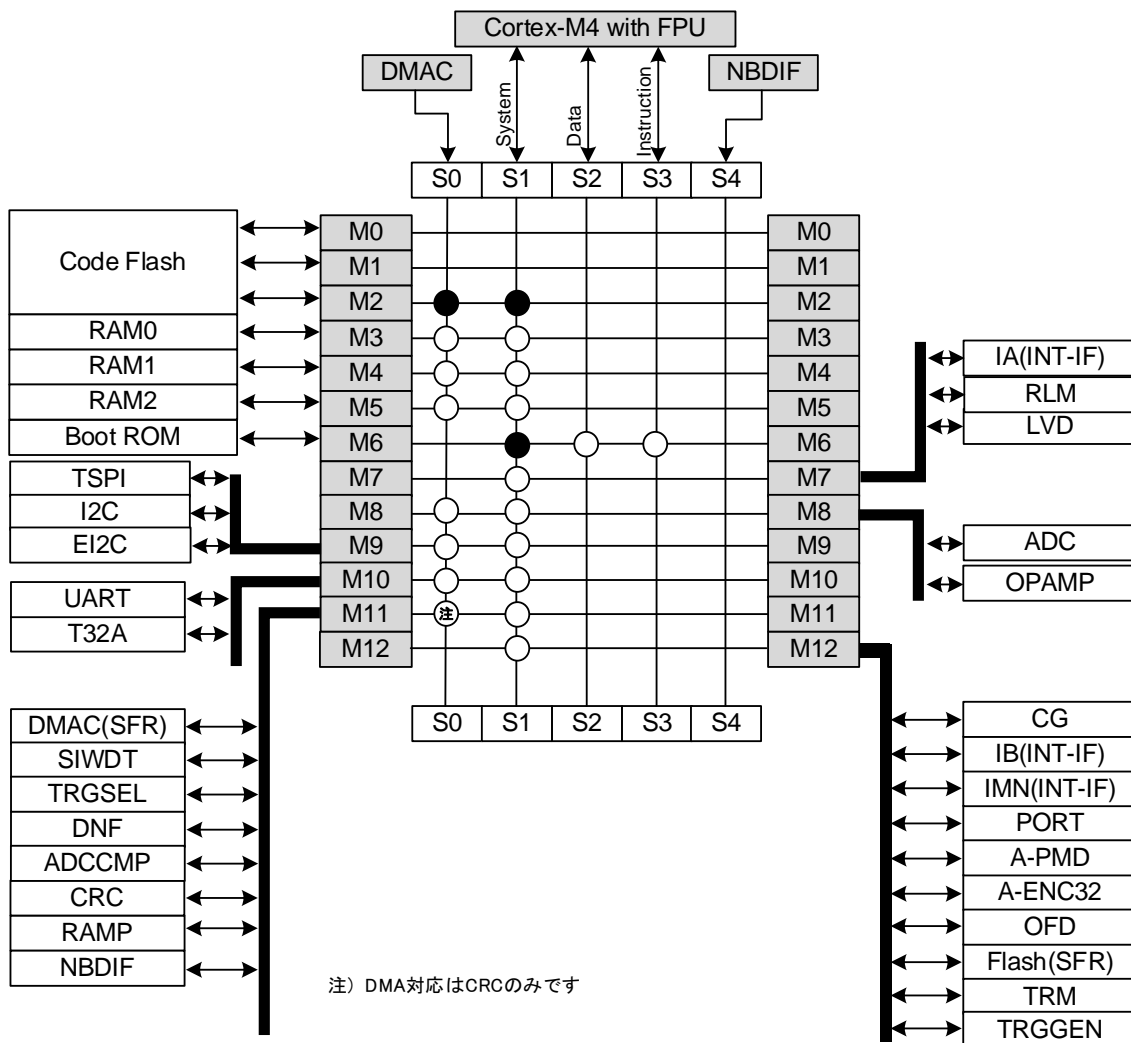 Cortex-M4 with FPU
DMAC
NBDIF
System
Data
Instruction
S0 S1 S2 S3 S4
Code Flash
RAM0
RAM1
RAM2
Boot ROM
TSPI
I2C
EI2C
UART
T32A
DMAC(SFR)
SIWDT
TRGSEL
DNF
ADCCMP
CRC
RAMP
NBDIF
M0
M1
M2
M3
M4
M5
M6
M7
M8
M9
M10
M11
M12
注
M0
M1
M2
M3
M4
M5
M6
M7
M8
M9
M10
M11
M12
S0 S1 S2 S3 S4
IA(INT-IF)
RLM
LVD
ADC
OPAMP
CG
IB(INT-IF)
IMN(INT-IF)
PORT
A-PMD
A-ENC32
OFD
Flash(SFR)
TRM
TRGGEN
注）DMA対応はCRCのみです